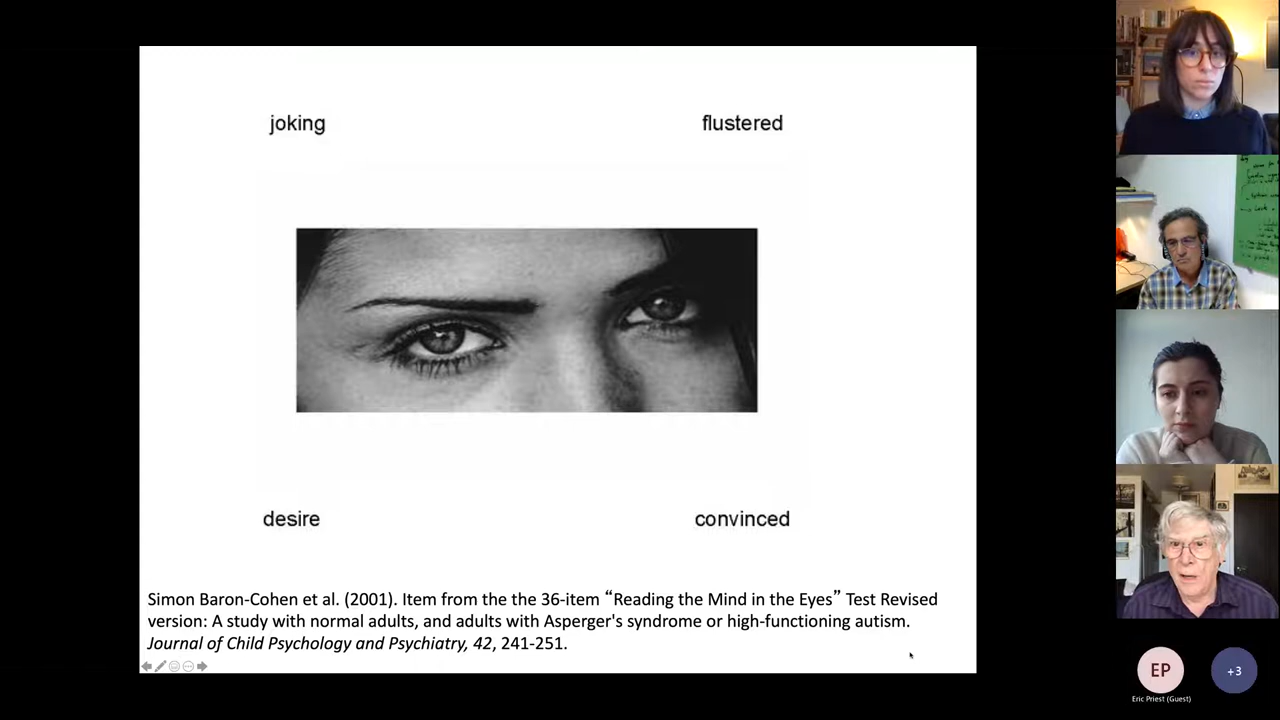 joking flustered
desire convinced
Simon Baron-Cohen et al. (2001). Item from the the 36-item “Reading the Mind in the Eyes” Test Revised
version: A study with normal adults, and adults with Asperger's syndrome or high-functioning autism.
Journal of Child Psychology and Psychiatry, 42, 241-251.
EP
+3
Eric Priest (Guest)